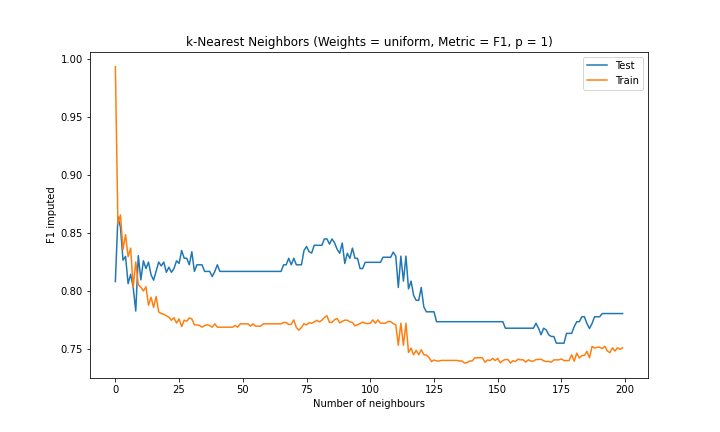 k-Nearest Neighbors (Weights = uniform, Metric = F1, p = 1)
Test
Train
F1 imputed
1.00
0.95
0.90
0.85
0.80
0.75
0 25 50 75 100 125 150 175 200
Number of neighbours